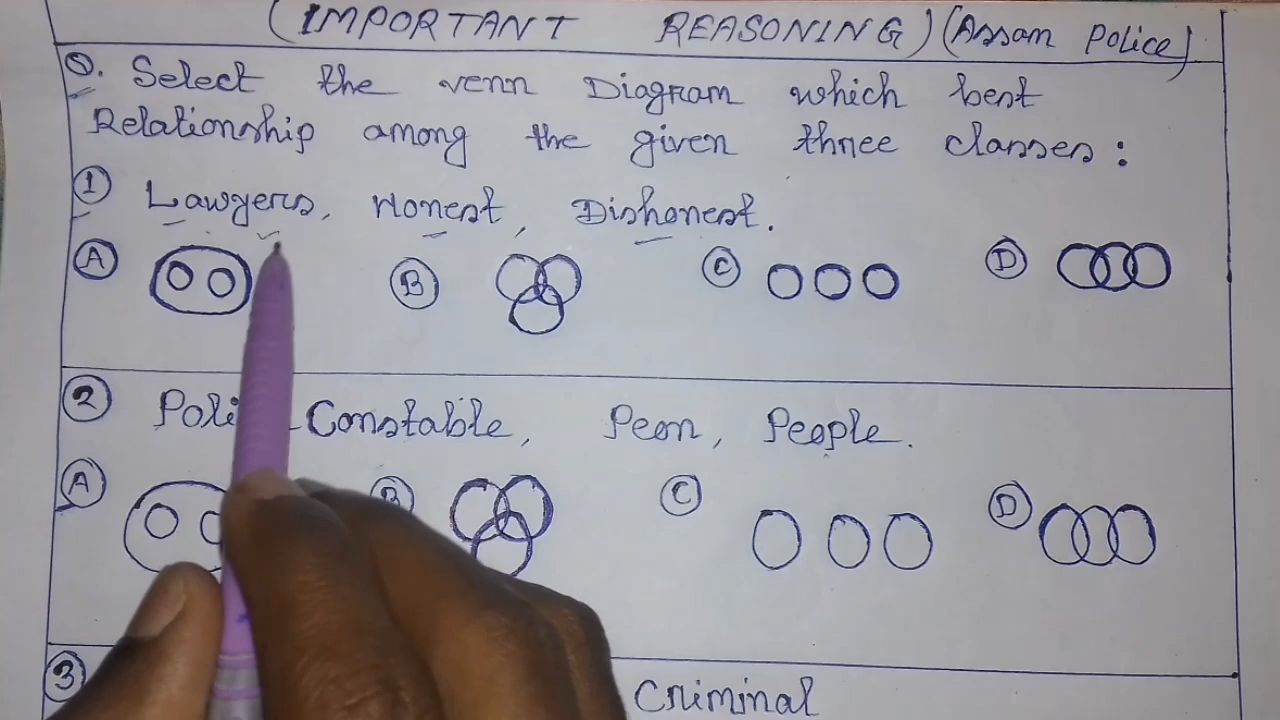 (IMPORTANT REASONING) (Assam Police)
Q. Select the venn Diagram which best
Relationship among the given three classes:
1 Lawyers, Honest, Dishonest.
A B C D
2 Constable, Peon, People.
A B C D
3 Criminal